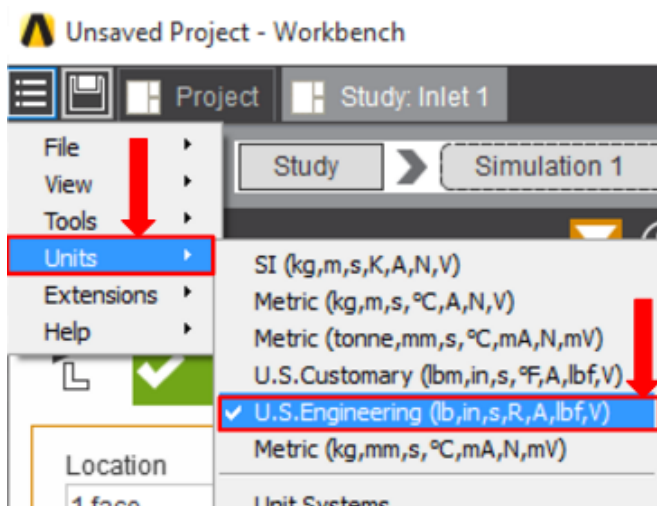 Unsaved Project - Workbench
Project
Study: Inlet 1
File
View
Tools
Units
Extensions
Help
Study
Simulation 1
SI (kg,m,s,K,A,N,V)
Metric (kg,m,s,°C,A,N,V)
Metric (tonne,mm,s,°C,mA,N,mV)
U.S.Customary (lbm,in,s,°F,A,lbf,V)
U.S.Engineering (lb,in,s,R,A,lbf,V)
Metric (kg,mm,s,°C,mA,N,mV)
Unit Systems
Location
1 face